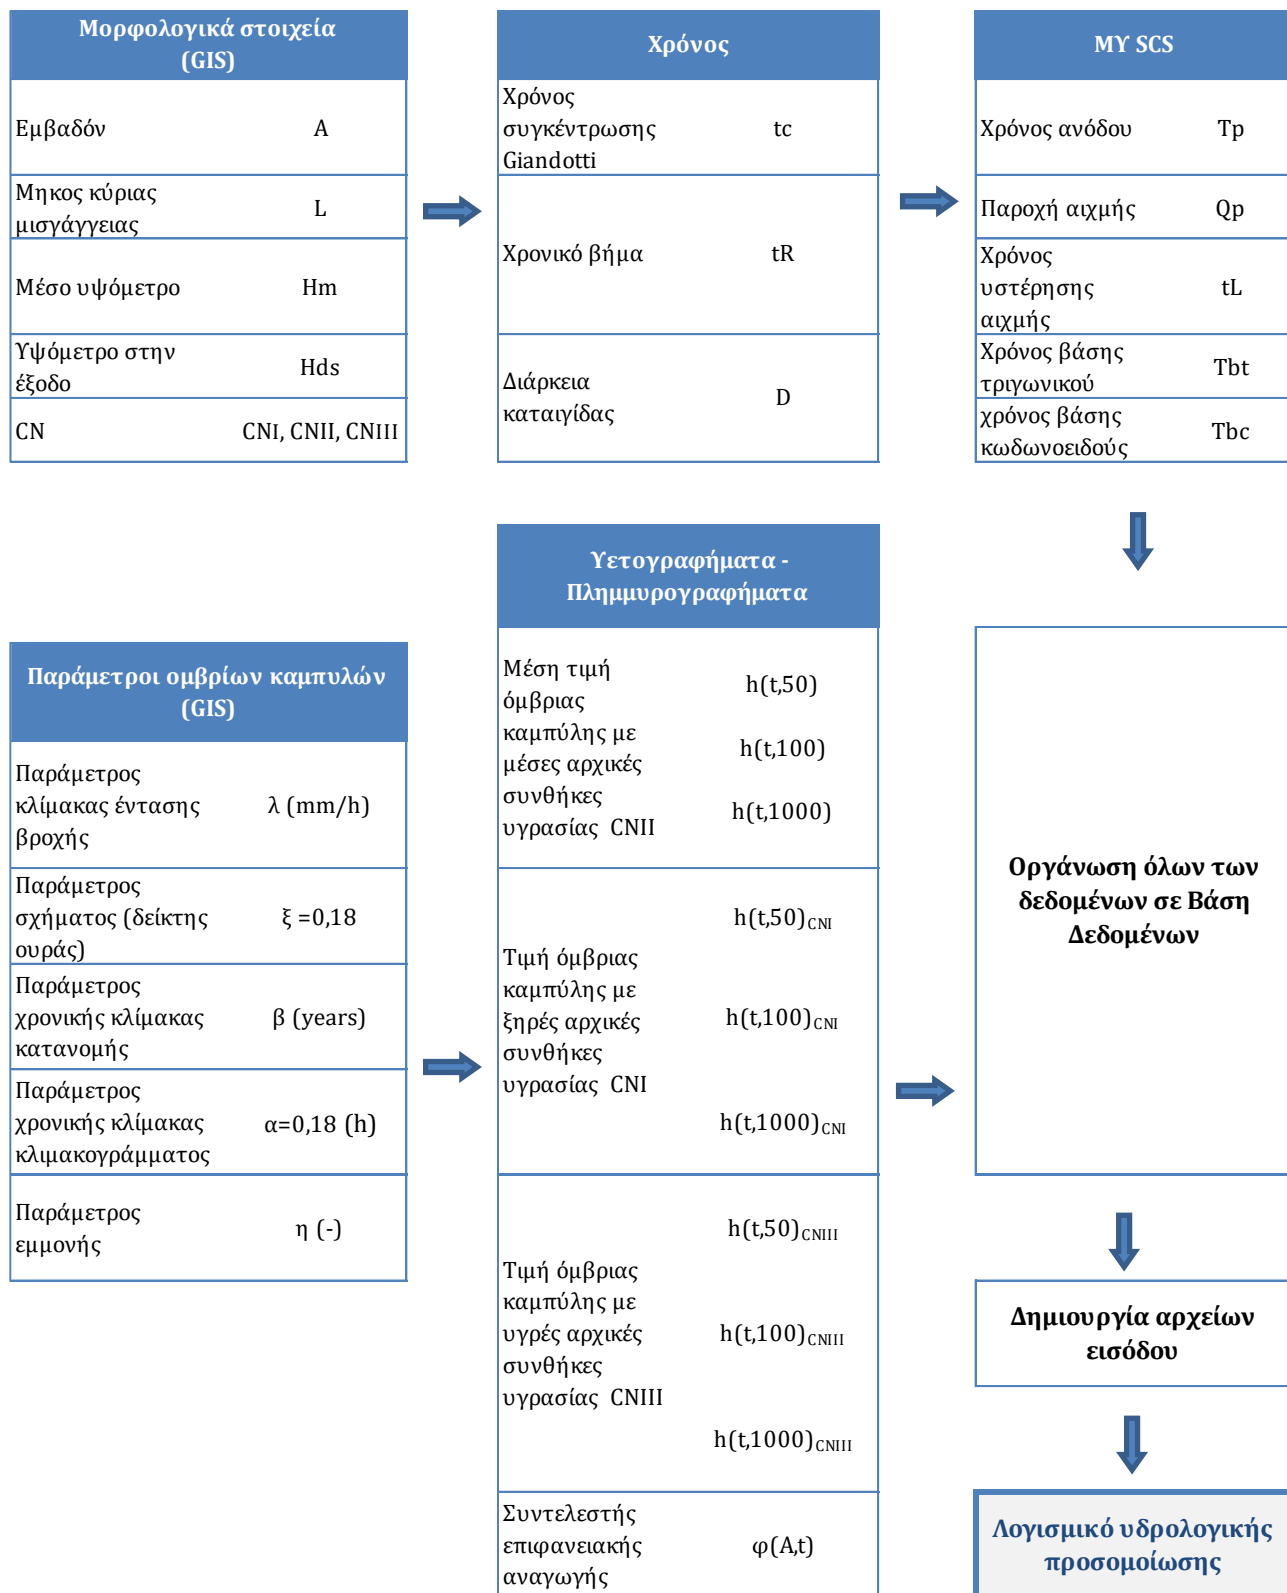 Μορφολογικά στοιχεία
(GIS)
Εμβαδόν A
Μηκος κύριας
μισγάγγειας L
Μέσο υψόμετρο Hm
Υψόμετρο στην
έξοδο Hds
CN CNI, CNII, CNIII
Χρόνος
Χρόνος
συγκέντρωσης tc
Giandotti
Χρονικό βήμα tR
Διάρκεια
καταιγίδας D
ΜΥ SCS
Χρόνος ανόδου Tp
Παροχή αιχμής Qp
Χρόνος
υστέρησης tL
αιχμής
Χρόνος βάσης
τριγωνικού Tbt
χρόνος βάσης
κωδωνοειδούς Tbc
Παράμετροι ομβρίων καμπυλών
(GIS)
Παράμετρος
κλίμακας έντασης λ (mm/h)
βροχής
Παράμετρος
σχήματος (δείκτης ξ =0,18
ουράς)
Παράμετρος
χρονικής κλίμακας β (years)
κατανομής
Παράμετρος
χρονικής κλίμακας α=0,18 (h)
κλιμακογράμματος
Παράμετρος
εμμονής η (-)
Υετογραφήματα -
Πλημμυρογραφήματα
Μέση τιμή
όμβριας
καμπύλης με
μέσες αρχικές
συνθήκες
υγρασίας CNII
h(t,50)
h(t,100)
h(t,1000)
Τιμή όμβριας
καμπύλης με
ξηρές αρχικές
συνθήκες
υγρασίας CNI
h(t,50)CNI
h(t,100)CNI
h(t,1000)CNI
Τιμή όμβριας
καμπύλης με
υγρές αρχικές
συνθήκες
υγρασίας CNIII
h(t,50)CNIII
h(t,100)CNIII
h(t,1000)CNIII
Συντελεστής
επιφανειακής φ(A,t)
αναγωγής
Οργάνωση όλων των
δεδομένων σε Βάση
Δεδομένων
Δημιουργία αρχείων
εισόδου
Λογισμικό υδρολογικής
προσομοίωσης